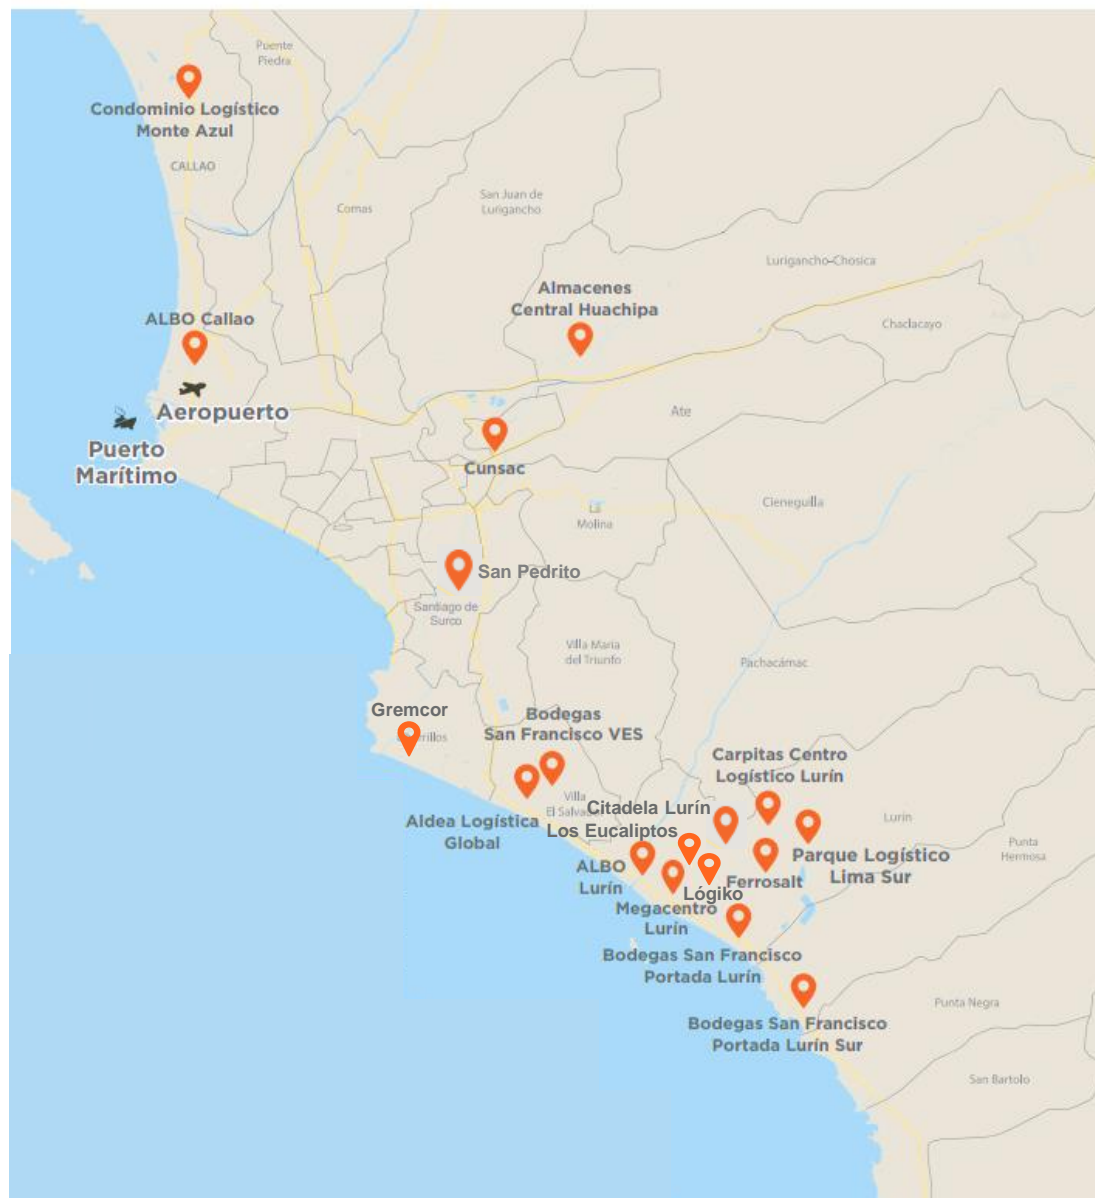 Puente
Piedra
Condominio Logístico
Monte Azul
CALLAO
San Juan de
Lurigancho
Comas
Lurigancho-Chosica
Almacenes
Central Huachipa
ALBO Callao
Chaclacayo
Aeropuerto
Ate
Puerto
Marítimo
Cunsac
Cieneguilla
La
Molina
San Pedrito
Santiago de
Surco
Villa Maria
del Triunfo
Pachacámac
Gremcor
Bodegas
San Francisco VES
Carpitas Centro
Logístico Lurín
Villa
El Salvador
Citadela Lurín
Los Eucaliptos
Aldea Logística
Global
Lurin
Punta
Hermosa
Parque Logístico
Lima Sur
ALBO
Lurín
Ferrosalt
Lógiko
Megacentro
Lurín
Bodegas San Francisco
Portada Lurín
Punta Negra
Bodegas San Francisco
Portada Lurín Sur
San Bartolo